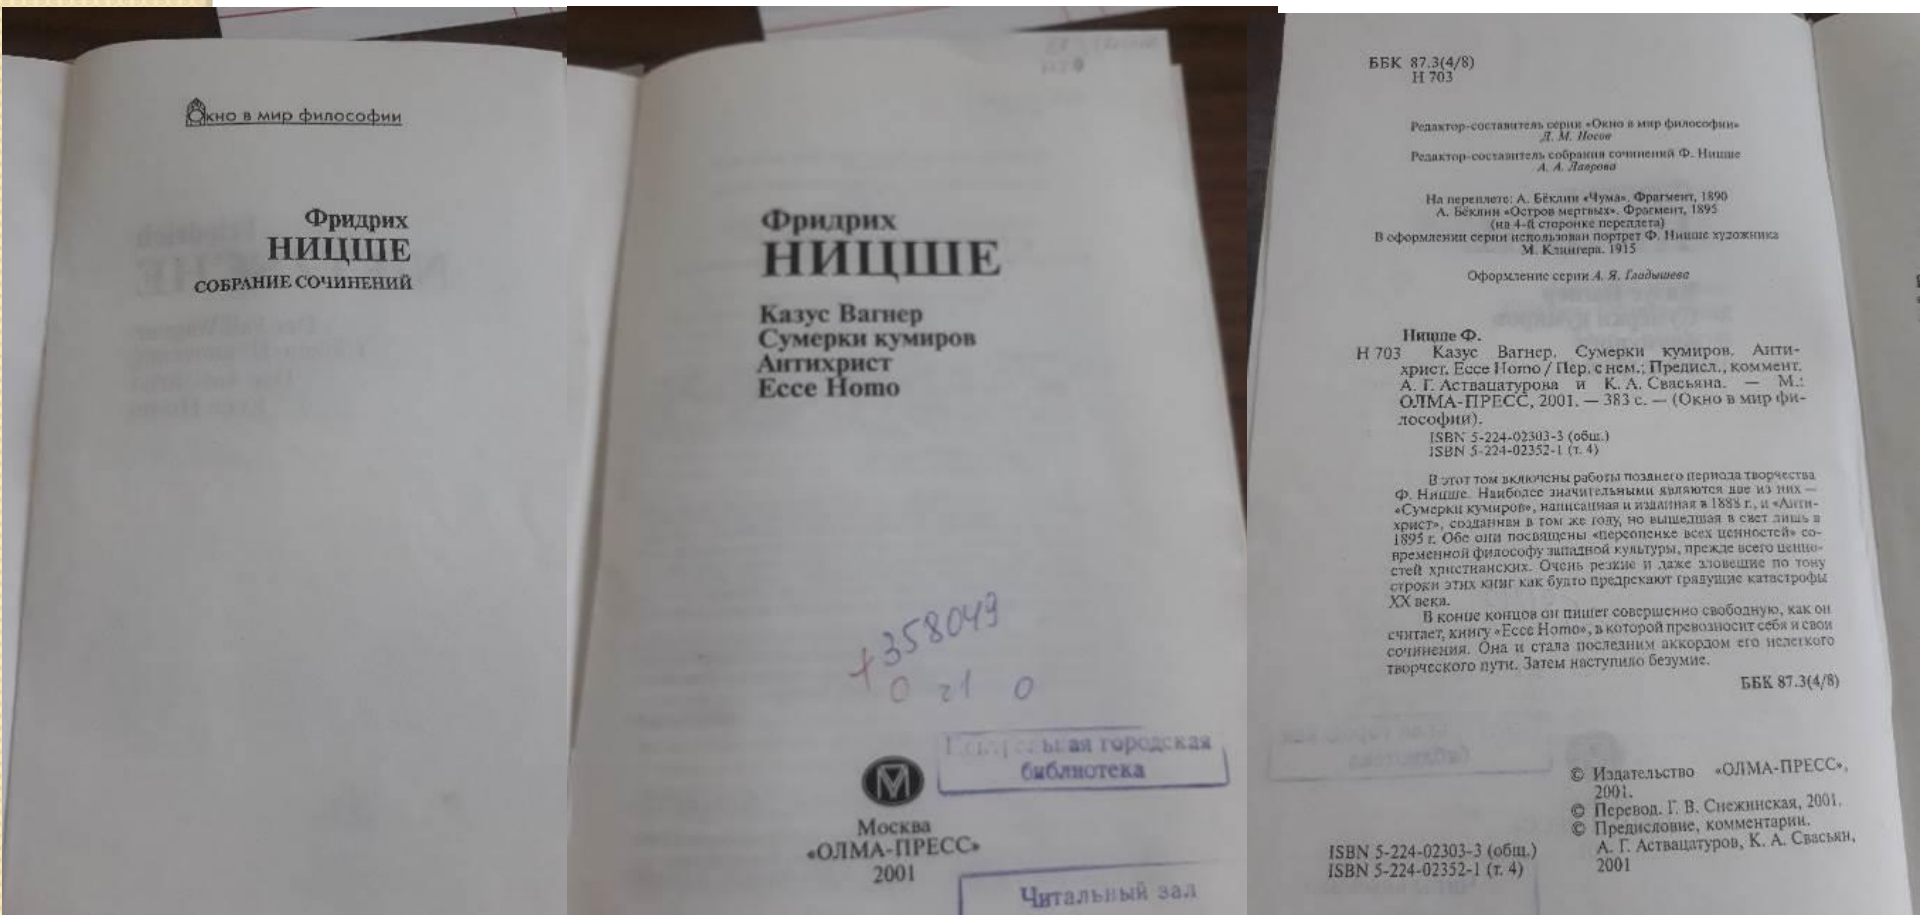 Окно в мир философии
Фридрих
НИЦШЕ
СОБРАНИЕ СОЧИНЕНИЙ
Фридрих
НИЦШЕ
Казус Вагнер
Сумерки кумиров
Антихрист
Ecce Homo
+358049
0 21 0
Центральная городская
библиотека
Москва
«ОЛМА-ПРЕСС»
2001
Читальный зал
ББК 87.3(4/8)
Н 703
Редактор-составитель серии «Окно в мир философии»
Д. М. Носов
Редактор-составитель собрания сочинений Ф. Ницше
А. А. Лаврова
На переплете: А. Бёклин «Чума». Фрагмент, 1890
А. Бёклин «Остров мертвых». Фрагмент, 1895
(на 4-й сторонке переплета)
В оформлении серии использован портрет Ф. Ницше художника
М. Клингера. 1915
Оформление серии А. Я. Гладышева
Ницше Ф.
Н 703 Казус Вагнер. Сумерки кумиров. Анти-
христ. Ecce Homo / Пер. с нем.; Предисл., коммент.
А. Г. Аствацатурова и К. А. Свасьяна. — М.:
ОЛМА-ПРЕСС, 2001. — 383 с. — (Окно в мир фи-
лософии).
ISBN 5-224-02303-3 (общ.)
ISBN 5-224-02352-1 (т. 4)
В этот том включены работы позднего периода творчества
Ф. Ницше. Наиболее значительными являются две из них —
«Сумерки кумиров», написанная и изданная в 1888 г., и «Анти-
христ», созданная в том же году, но вышедшая в свет лишь в
1895 г. Обе они посвящены «переоценке всех ценностей» со-
временной философу западной культуры, прежде всего ценно-
стей христианских. Очень резкие и даже зловещие по тону
строки этих книг как будто предрекают грядущие катастрофы
XX века.
В конце концов он пишет совершенно свободную, как он
считает, книгу «Ecce Homo», в которой превозносит себя и свои
сочинения. Она и стала последним аккордом его нелегкого
творческого пути. Затем наступило безумие.
ББК 87.3(4/8)
© Издательство «ОЛМА-ПРЕСС»,
2001.
© Перевод. Г. В. Снежинская, 2001.
© Предисловие, комментарии.
А. Г. Аствацатуров, К. А. Свасьян,
2001
ISBN 5-224-02303-3 (общ.)
ISBN 5-224-02352-1 (т. 4)